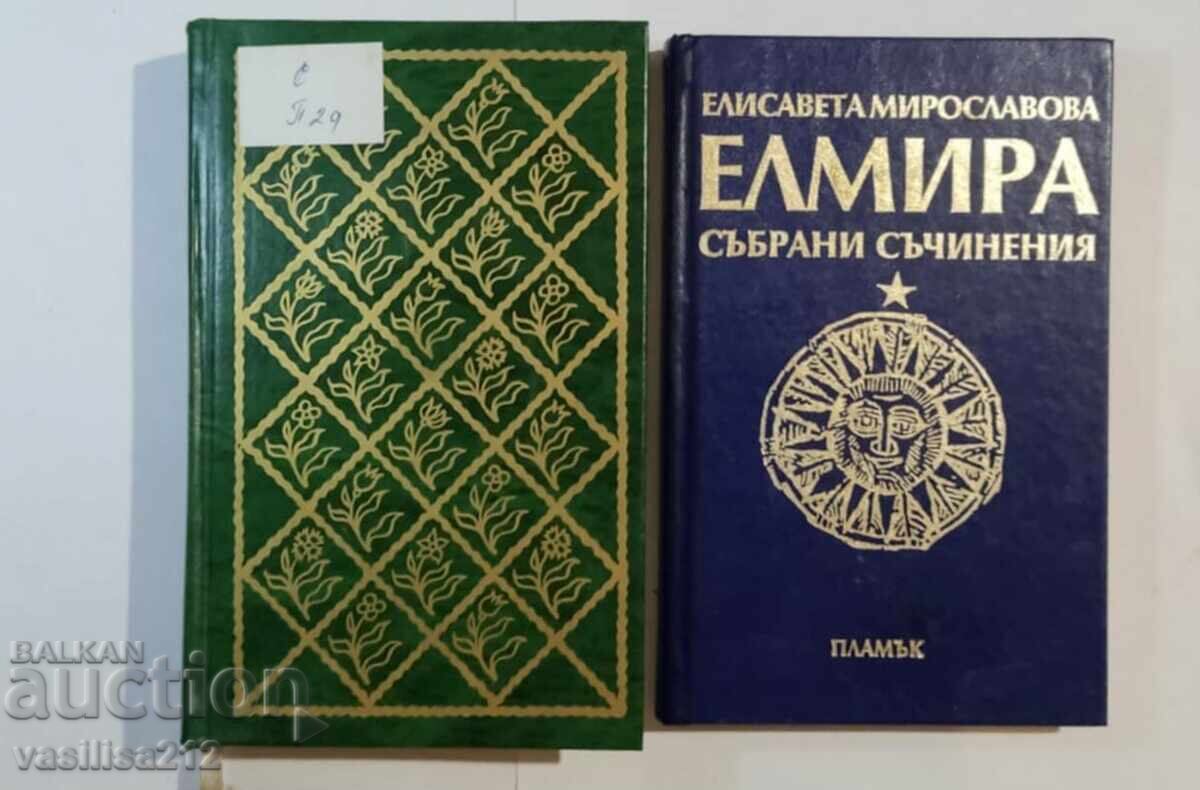 С
П 29
ЕЛИСАВЕТА МИРОСЛАВОВА
ЕЛМИРА
СЪБРАНИ СЪЧИНЕНИЯ
ПЛАМЪК
BALKAN
auction
vasilisa212